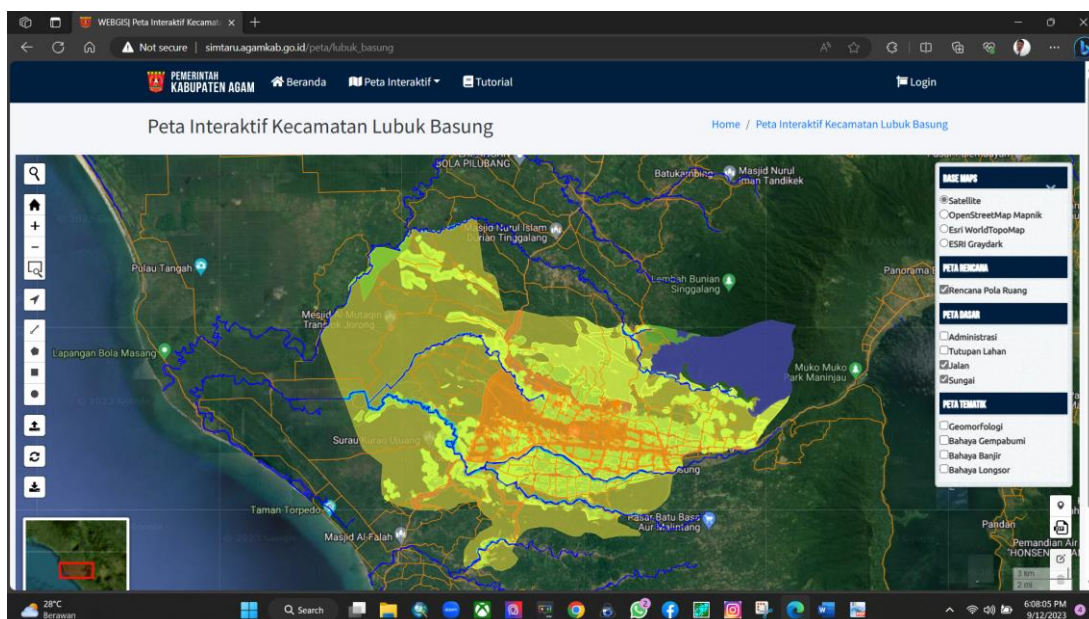 WEBGIS| Peta Interaktif Kecamat
Not secure | simtaru.agamkab.go.id/peta/lubuk_basung
PEMERINTAH
KABUPATEN AGAM
Beranda
Peta Interaktif
Tutorial
Login
Peta Interaktif Kecamatan Lubuk Basung
Home / Peta Interaktif Kecamatan Lubuk Basung
BOLA PILUBANG
Batukambing
Masjid Nurul
Iman Tandikek
Masjid Nurul Islam
Durian Tinggalang
Pulau Tangah
Lembah Bunian
Singgalang
Panorama
Mesjid Al Mutaqin
Lapangan Bola Masang
Muko Muko
Park Maninjau
Surau Kurao Ujuang
Taman Torpedo
Masjid Al-Falah
Pasar Batu Baso
Aur Malintang
Pandan
Pemandian Air
3 km
2 mi
BASE MAPS
Satellite
OpenStreetMap Mapnik
Esri WorldTopoMap
ESRI Graydark
PETA RENCANA
Rencana Pola Ruang
PETA DASAR
Administrasi
Tutupan Lahan
Jalan
Sungai
PETA TEMATIK
Geomorfologi
Bahaya Gempabumi
Bahaya Banjir
Bahaya Longsor
28°C
Berawan
Search
6:08:05 PM
9/12/2023